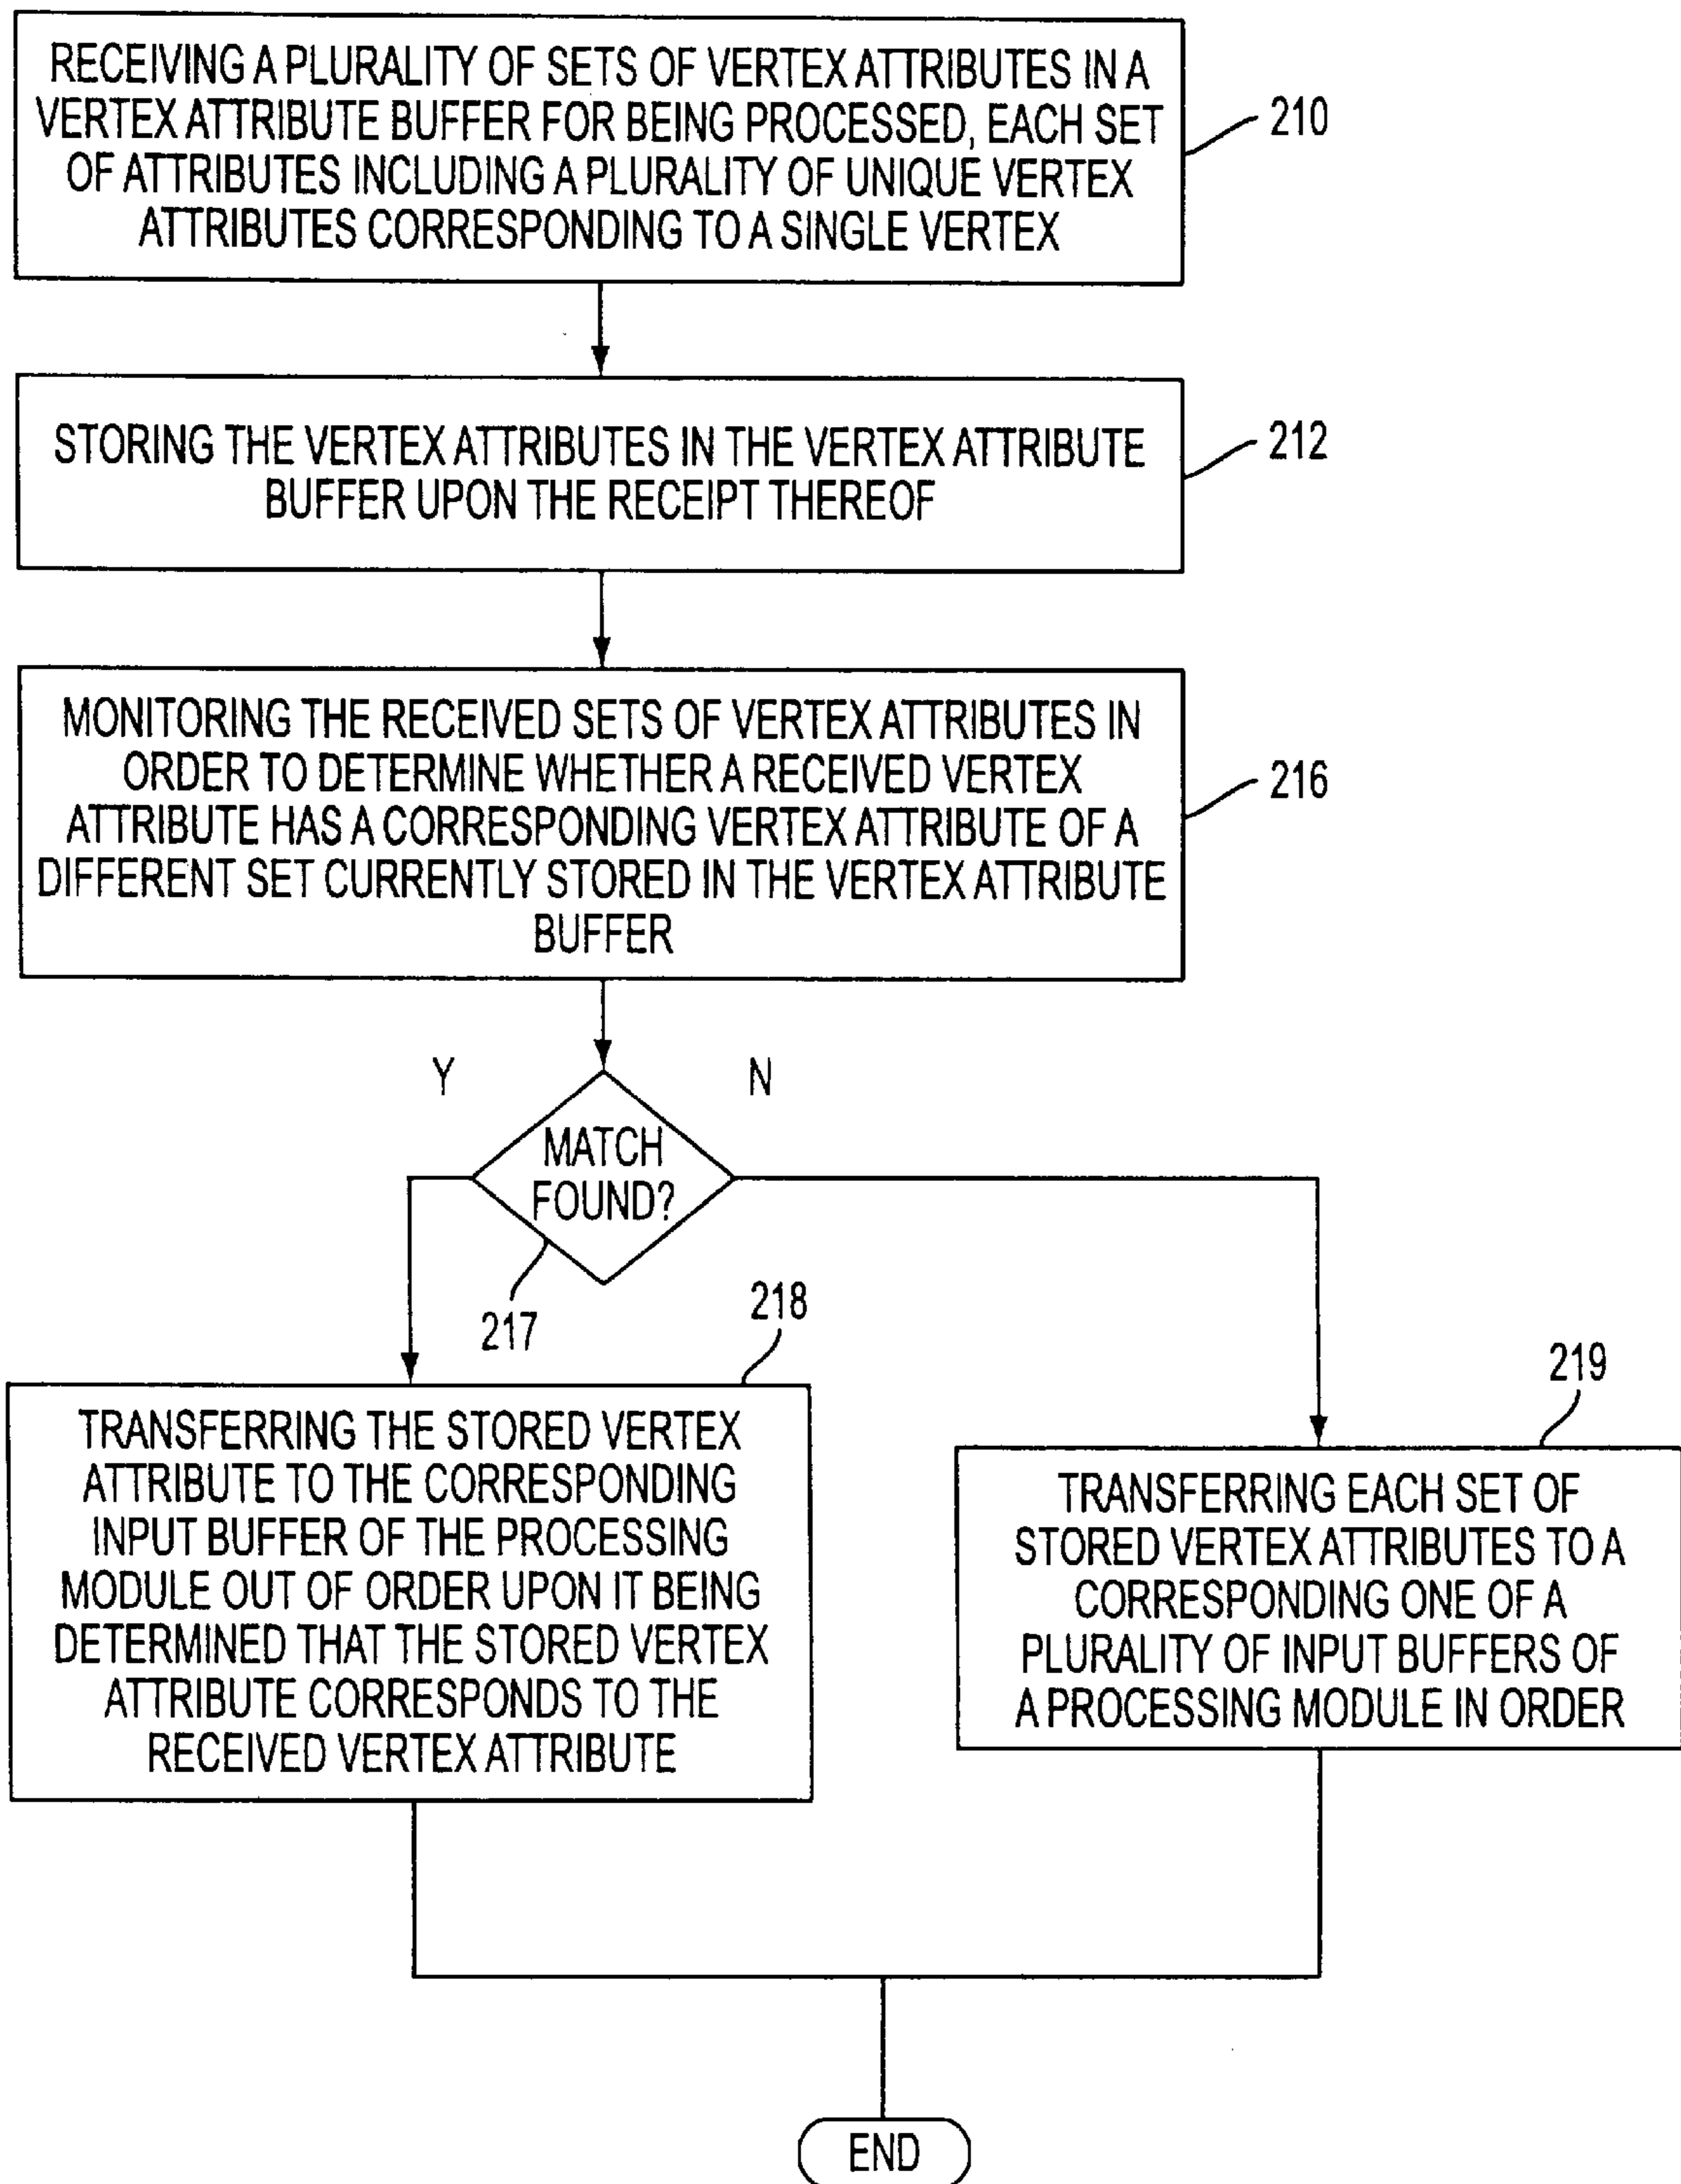 RECEIVING A PLURALITY OF SETS OF VERTEX ATTRIBUTES IN A
VERTEX ATTRIBUTE BUFFER FOR BEING PROCESSED, EACH SET
OF ATTRIBUTES INCLUDING A PLURALITY OF UNIQUE VERTEX
ATTRIBUTES CORRESPONDING TO A SINGLE VERTEX
210
STORING THE VERTEX ATTRIBUTES IN THE VERTEX ATTRIBUTE
BUFFER UPON THE RECEIPT THEREOF
212
MONITORING THE RECEIVED SETS OF VERTEX ATTRIBUTES IN
ORDER TO DETERMINE WHETHER A RECEIVED VERTEX
ATTRIBUTE HAS A CORRESPONDING VERTEX ATTRIBUTE OF A
DIFFERENT SET CURRENTLY STORED IN THE VERTEX ATTRIBUTE
BUFFER
216
Y
N
MATCH
FOUND?
217
218
TRANSFERRING THE STORED VERTEX
ATTRIBUTE TO THE CORRESPONDING
INPUT BUFFER OF THE PROCESSING
MODULE OUT OF ORDER UPON IT BEING
DETERMINED THAT THE STORED VERTEX
ATTRIBUTE CORRESPONDS TO THE
RECEIVED VERTEX ATTRIBUTE
219
TRANSFERRING EACH SET OF
STORED VERTEX ATTRIBUTES TO A
CORRESPONDING ONE OF A
PLURALITY OF INPUT BUFFERS OF
A PROCESSING MODULE IN ORDER
END